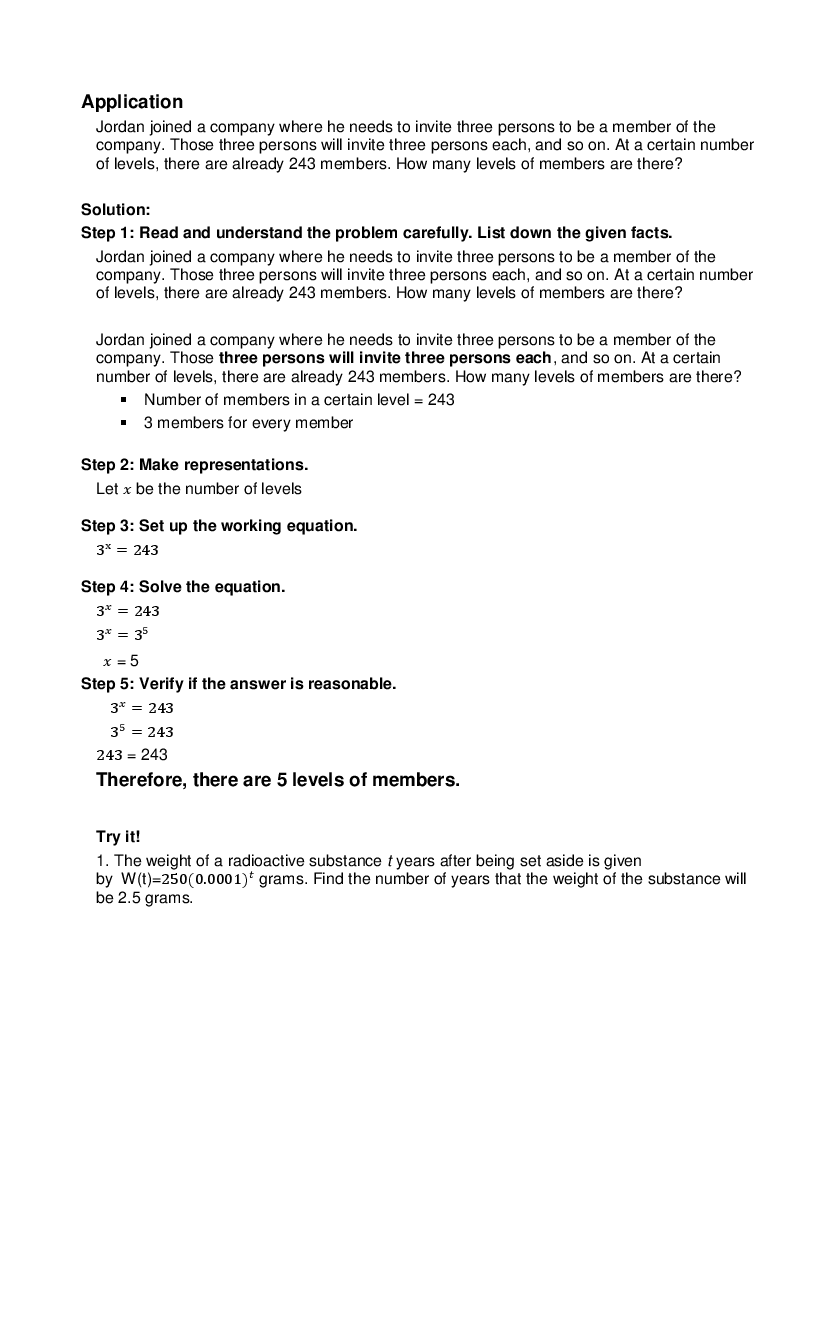 Application
Jordan joined a company where he needs to invite three persons to be a member of the
company. Those three persons will invite three persons each, and so on. At a certain number
of levels, there are already 243 members. How many levels of members are there?
Solution:
Step 1: Read and understand the problem carefully. List down the given facts.
Jordan joined a company where he needs to invite three persons to be a member of the
company. Those three persons will invite three persons each, and so on. At a certain number
of levels, there are already 243 members. How many levels of members are there?
Jordan joined a company where he needs to invite three persons to be a member of the
company. Those three persons will invite three persons each, and so on. At a certain
number of levels, there are already 243 members. How many levels of members are there?
▪ Number of members in a certain level = 243
▪ 3 members for every member
Step 2: Make representations.
Let 𝑥 be the number of levels
Step 3: Set up the working equation.
3ˣ = 243
Step 4: Solve the equation.
3ˣ = 243
3ˣ = 3⁵
𝑥 = 5
Step 5: Verify if the answer is reasonable.
3ˣ = 243
3⁵ = 243
243 = 243
Therefore, there are 5 levels of members.
Try it!
1. The weight of a radioactive substance t years after being set aside is given
by W(t)=250(0.0001)ᵗ grams. Find the number of years that the weight of the substance will
be 2.5 grams.